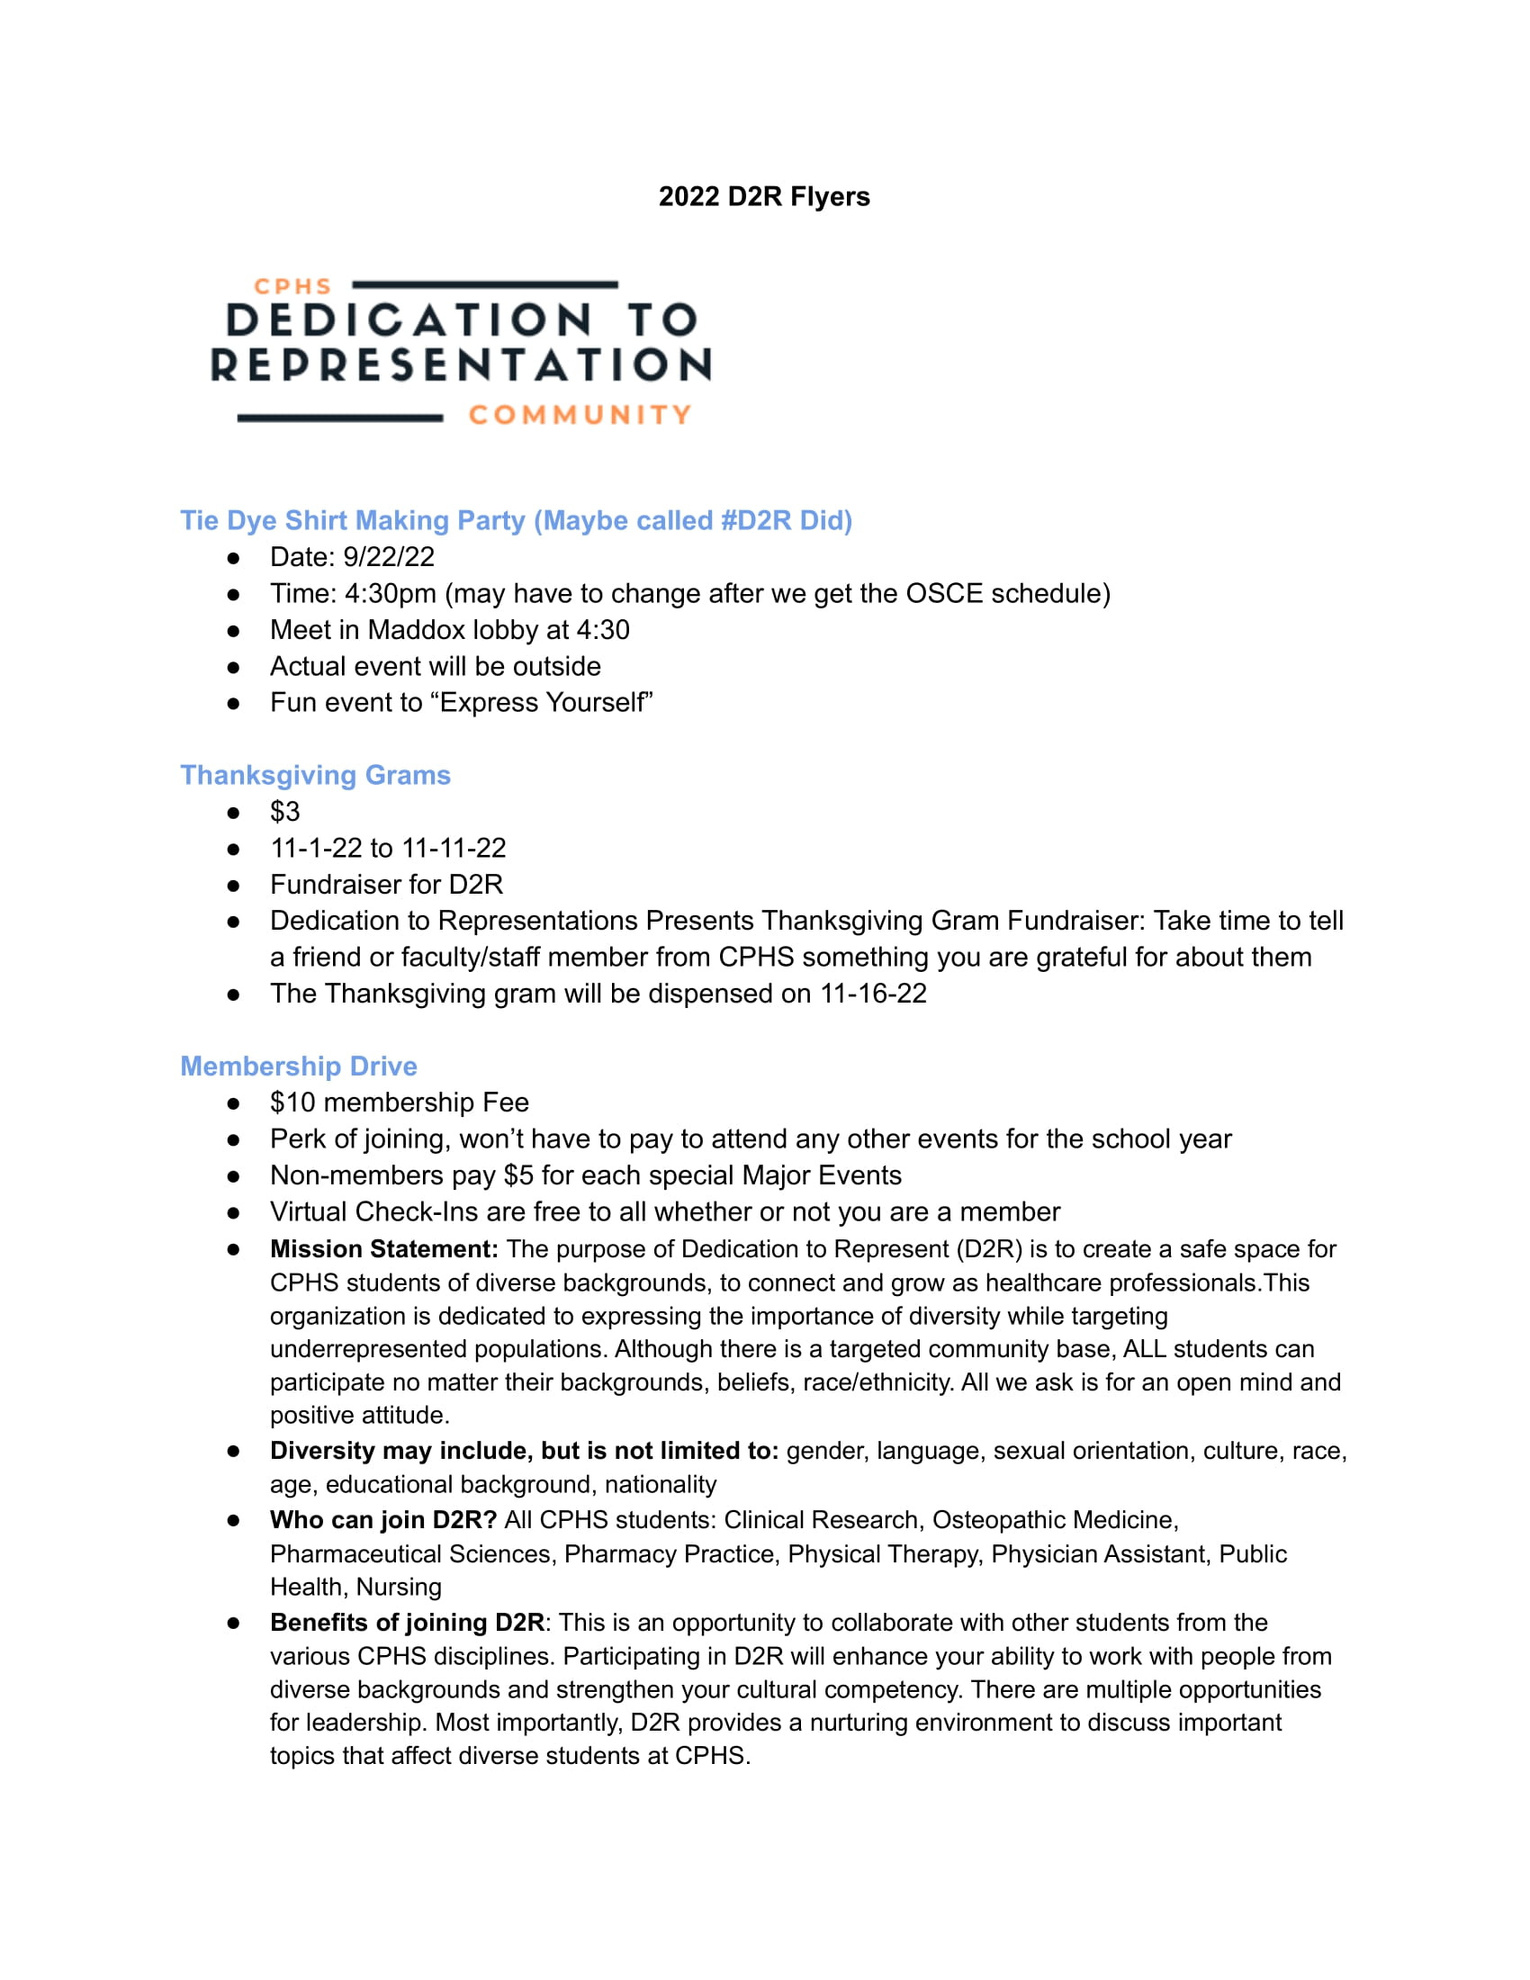 2022 D2R Flyers
CPHS
DEDICATION TO
REPRESENTATION
COMMUNITY
Tie Dye Shirt Making Party (Maybe called #D2R Did)
● Date: 9/22/22
● Time: 4:30pm (may have to change after we get the OSCE schedule)
● Meet in Maddox lobby at 4:30
● Actual event will be outside
● Fun event to “Express Yourself”
Thanksgiving Grams
● $3
● 11-1-22 to 11-11-22
● Fundraiser for D2R
● Dedication to Representations Presents Thanksgiving Gram Fundraiser: Take time to tell
a friend or faculty/staff member from CPHS something you are grateful for about them
● The Thanksgiving gram will be dispensed on 11-16-22
Membership Drive
● $10 membership Fee
● Perk of joining, won’t have to pay to attend any other events for the school year
● Non-members pay $5 for each special Major Events
● Virtual Check-Ins are free to all whether or not you are a member
● Mission Statement: The purpose of Dedication to Represent (D2R) is to create a safe space for
CPHS students of diverse backgrounds, to connect and grow as healthcare professionals.This
organization is dedicated to expressing the importance of diversity while targeting
underrepresented populations. Although there is a targeted community base, ALL students can
participate no matter their backgrounds, beliefs, race/ethnicity. All we ask is for an open mind and
positive attitude.
● Diversity may include, but is not limited to: gender, language, sexual orientation, culture, race,
age, educational background, nationality
● Who can join D2R? All CPHS students: Clinical Research, Osteopathic Medicine,
Pharmaceutical Sciences, Pharmacy Practice, Physical Therapy, Physician Assistant, Public
Health, Nursing
● Benefits of joining D2R: This is an opportunity to collaborate with other students from the
various CPHS disciplines. Participating in D2R will enhance your ability to work with people from
diverse backgrounds and strengthen your cultural competency. There are multiple opportunities
for leadership. Most importantly, D2R provides a nurturing environment to discuss important
topics that affect diverse students at CPHS.